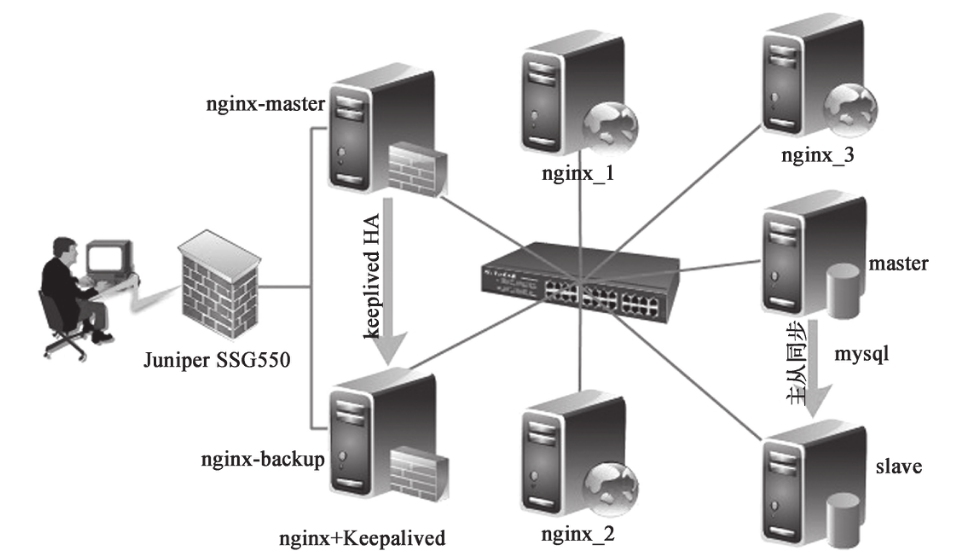 nginx-master
nginx_1
nginx_3
keeplived HA
master
Juniper SSG550
主从同步
mysql
nginx-backup
slave
nginx+Keepalived
nginx_2